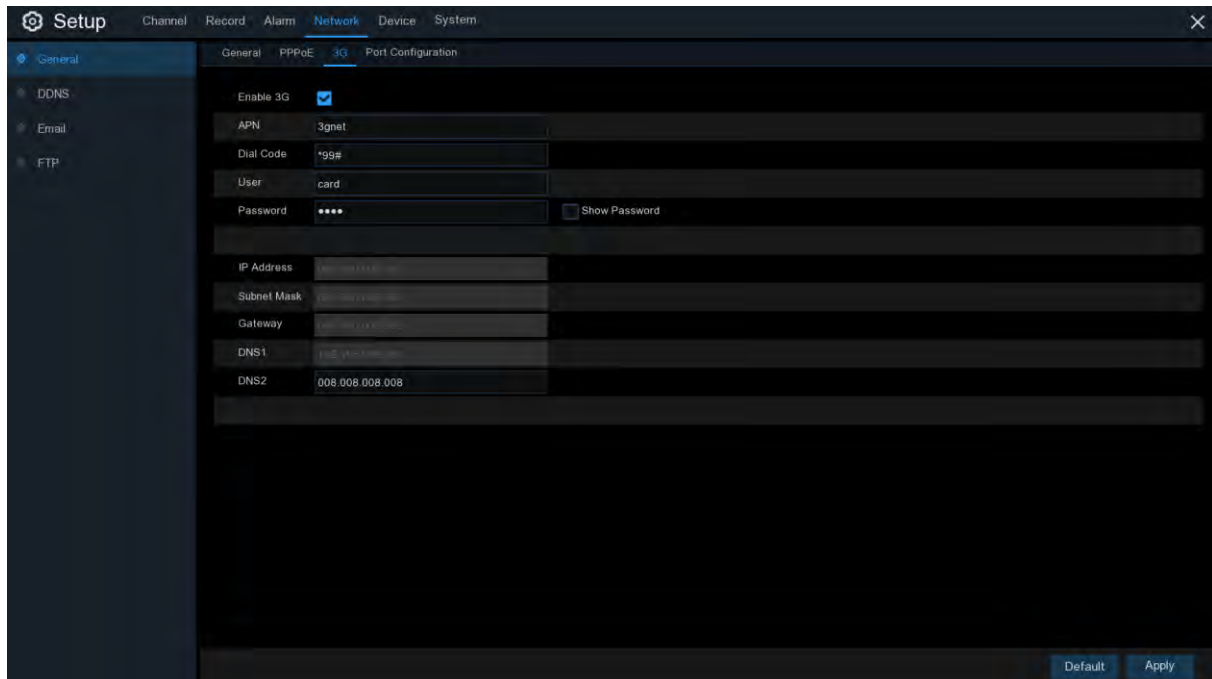 Setup Channel Record Alarm Network Device System
General PPPoE 3G Port Configuration
General
DDNS
Email
FTP
Enable 3G
APN 3gnet
Dial Code *99#
User card
Password •••• Show Password
IP Address
Subnet Mask
Gateway
DNS1
DNS2 008.008.008.008
Default Apply